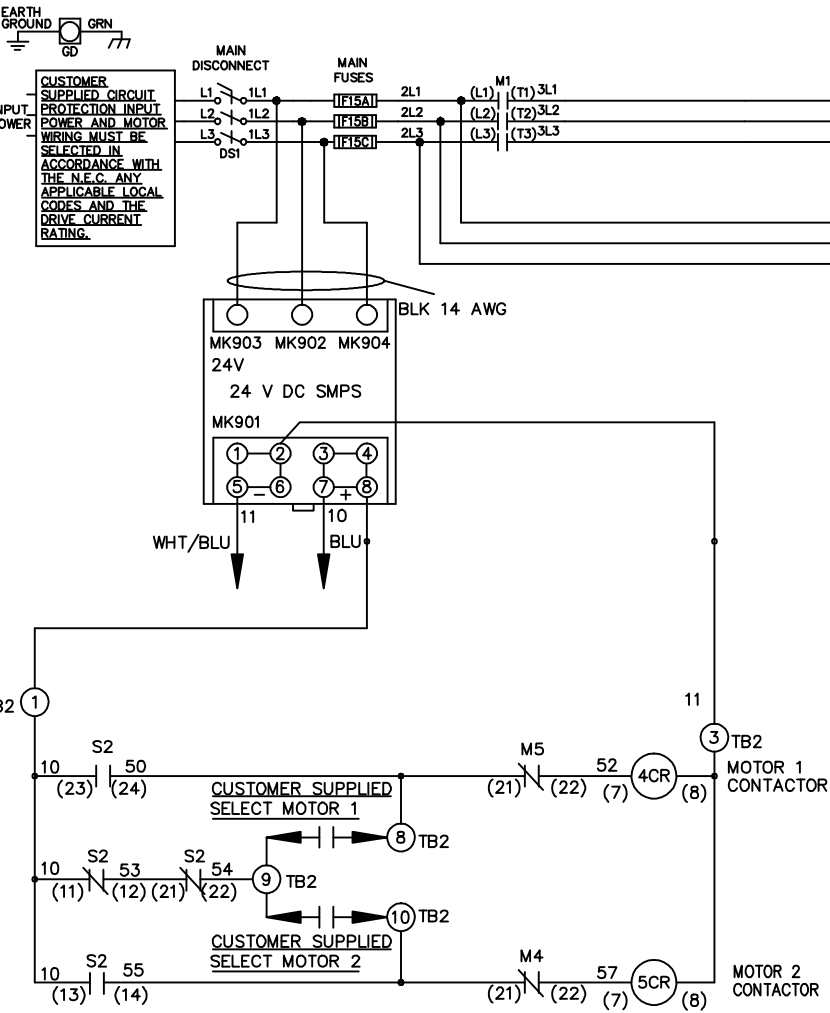 EARTH
GROUND
GRN
GD
CUSTOMER
SUPPLIED CIRCUIT
PROTECTION INPUT
POWER AND MOTOR
WIRING MUST BE
SELECTED IN
ACCORDANCE WITH
THE N.E.C. ANY
APPLICABLE LOCAL
CODES AND THE
DRIVE CURRENT
RATING.
MAIN
DISCONNECT
MAIN
FUSES
M1
L1 1L1 F15A 2L1 (L1) (T1) 3L1
L2 1L2 F15B 2L2 (L2) (T2) 3L2
L3 1L3 F15C 2L3 (L3) (T3) 3L3
DS1
BLK 14 AWG
MK903 MK902 MK904
24V
24 V DC SMPS
MK901
1 2 3 4
5 - 6 7 + 8
11 10
WHT/BLU BLU
1
11
3 TB2
S2 M5
10 50 52 4CR
(23) (24) (21) (22) (7) (8)
MOTOR 1
CONTACTOR
CUSTOMER SUPPLIED
SELECT MOTOR 1
8 TB2
S2 S2
10 53 54 9 TB2
(11) (12) (21) (22)
10 TB2
CUSTOMER SUPPLIED
SELECT MOTOR 2
S2 M4
10 55 57 5CR
(13) (14) (21) (22) (7) (8)
MOTOR 2
CONTACTOR